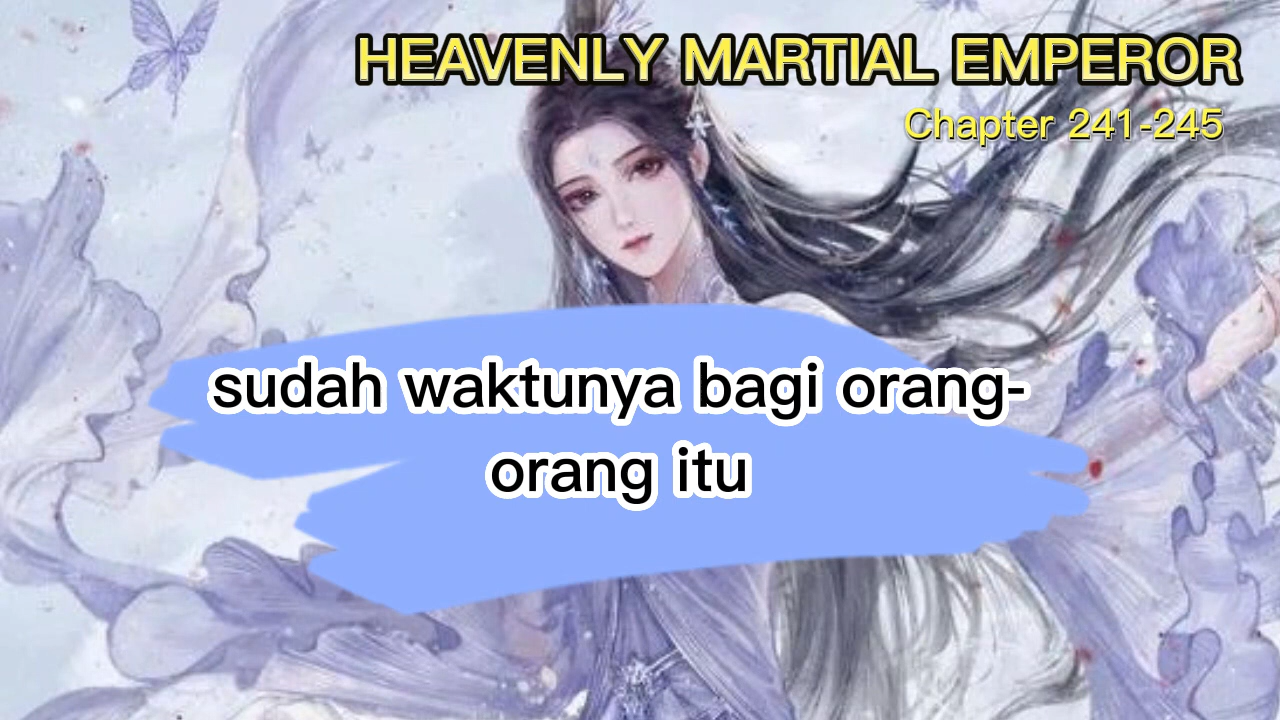 HEAVENLY MARTIAL EMPEROR
Chapter 241-245
sudah waktunya bagi orang-
orang itu